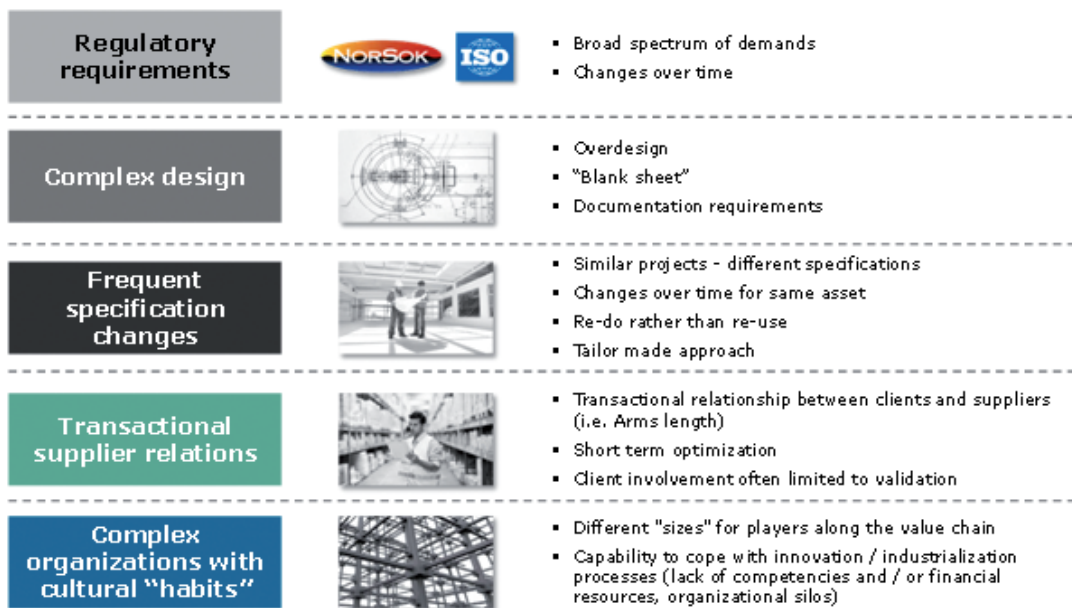 Regulatory
requirements
NORSOK
ISO
▪ Broad spectrum of demands
▪ Changes over time
Complex design
▪ Overdesign
▪ "Blank sheet"
▪ Documentation requirements
Frequent
specification
changes
▪ Similar projects - different specifications
▪ Changes over time for same asset
▪ Re-do rather than re-use
▪ Tailor made approach
Transactional
supplier relations
▪ Transactional relationship between clients and suppliers
(i.e. Arms length)
▪ Short term optimization
▪ Client involvement often limited to validation
Complex
organizations with
cultural “habits”
▪ Different "sizes" for players along the value chain
▪ Capability to cope with innovation / industrialization
processes (lack of competencies and / or financial
resources, organizational silos)